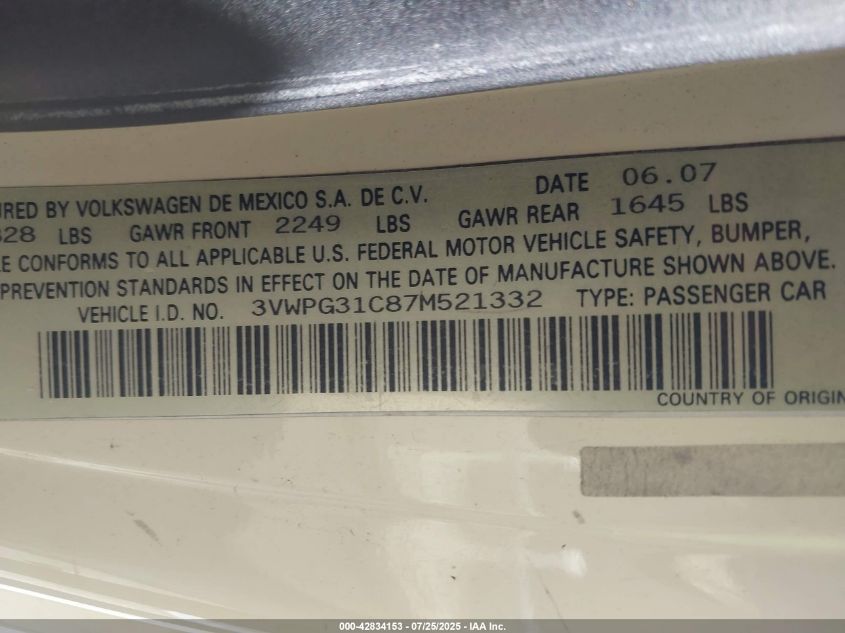 URED BY VOLKSWAGEN DE MEXICO S.A. DE C.V. DATE 06.07
328 LBS GAWR FRONT 2249 LBS GAWR REAR 1645 LBS
E CONFORMS TO ALL APPLICABLE U.S. FEDERAL MOTOR VEHICLE SAFETY, BUMPER,
PREVENTION STANDARDS IN EFFECT ON THE DATE OF MANUFACTURE SHOWN ABOVE.
VEHICLE I.D. NO. 3VWPG31C87M521332 TYPE: PASSENGER CAR
COUNTRY OF ORIGIN
000-42834153 - 07/25/2025 - IAA Inc.